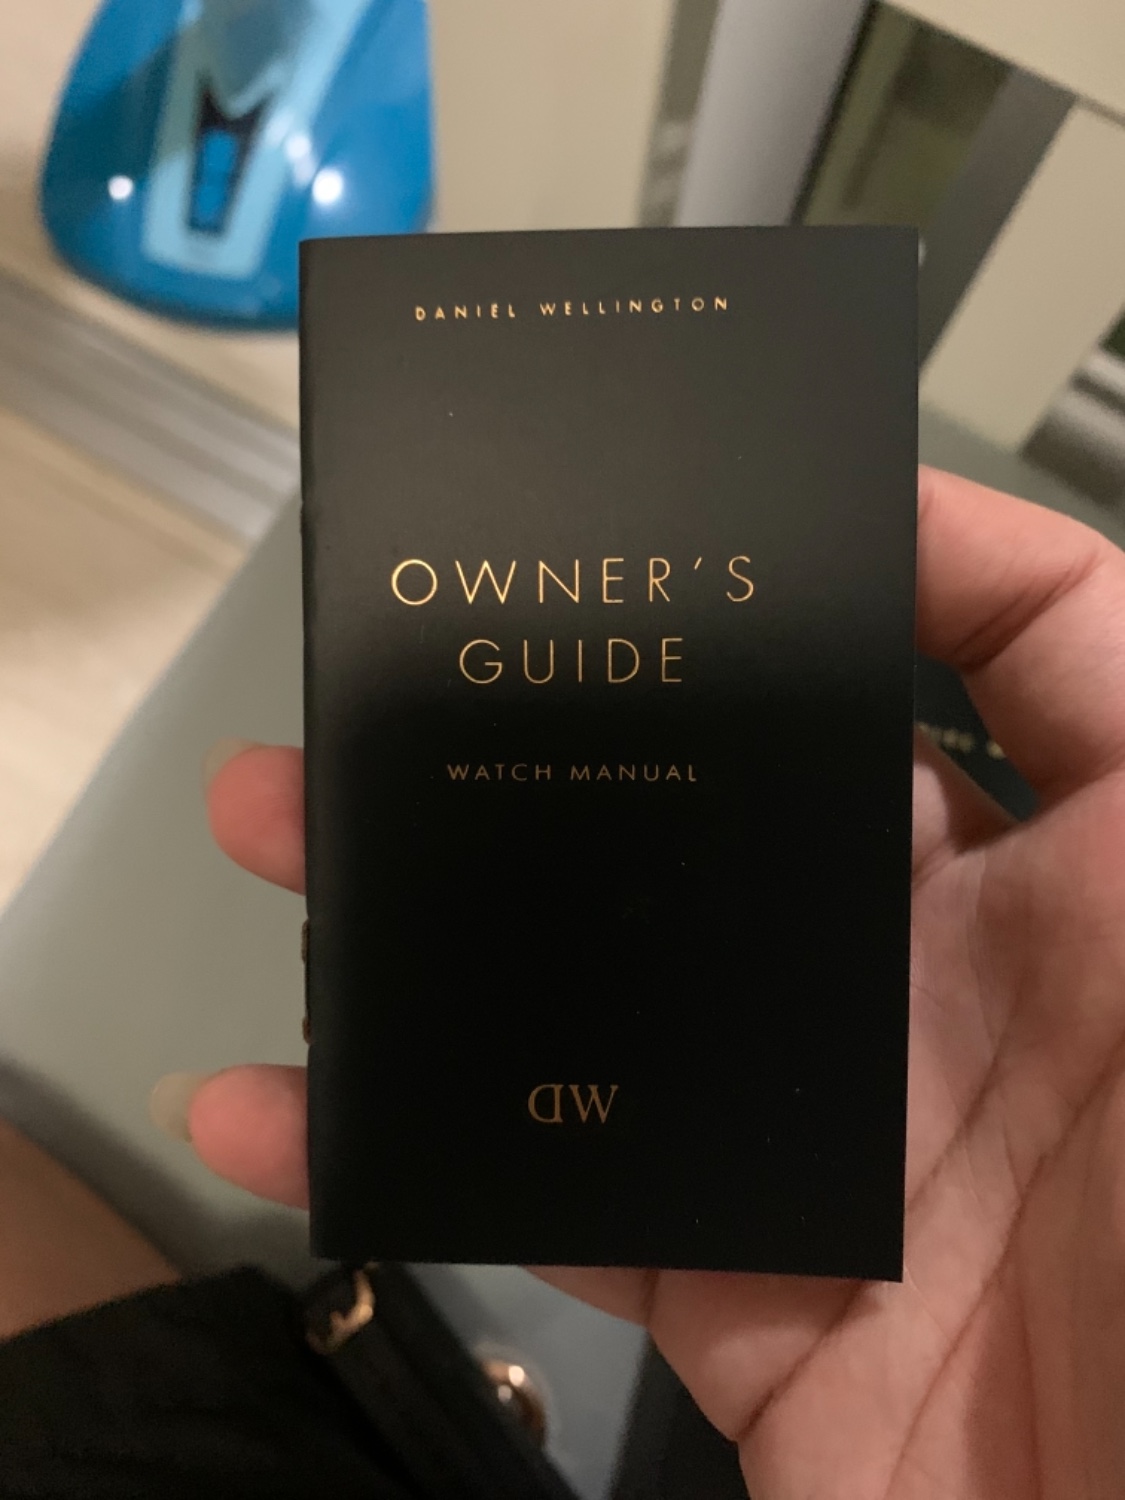 DANIEL WELLINGTON
OWNER'S
GUIDE
WATCH MANUAL
DW